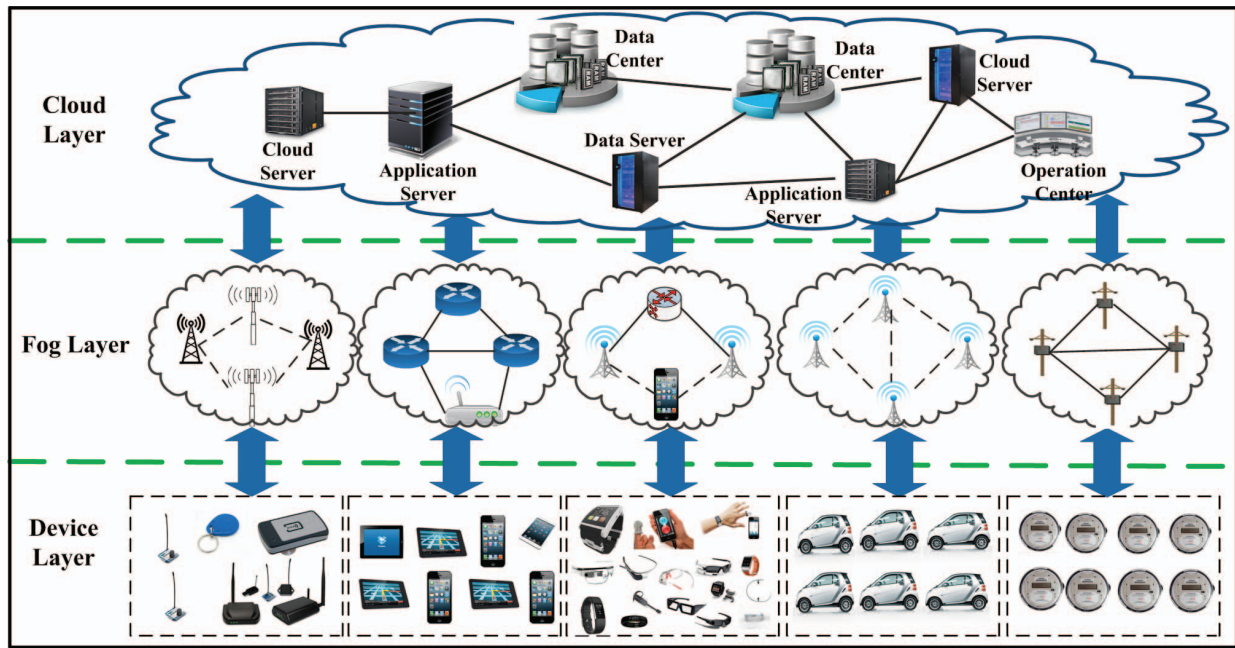 Data
Center
Data
Center
Cloud
Server
Cloud
Layer
Cloud
Server
Application
Server
Data Server
Application
Server
Operation
Center
Fog Layer
Device
Layer